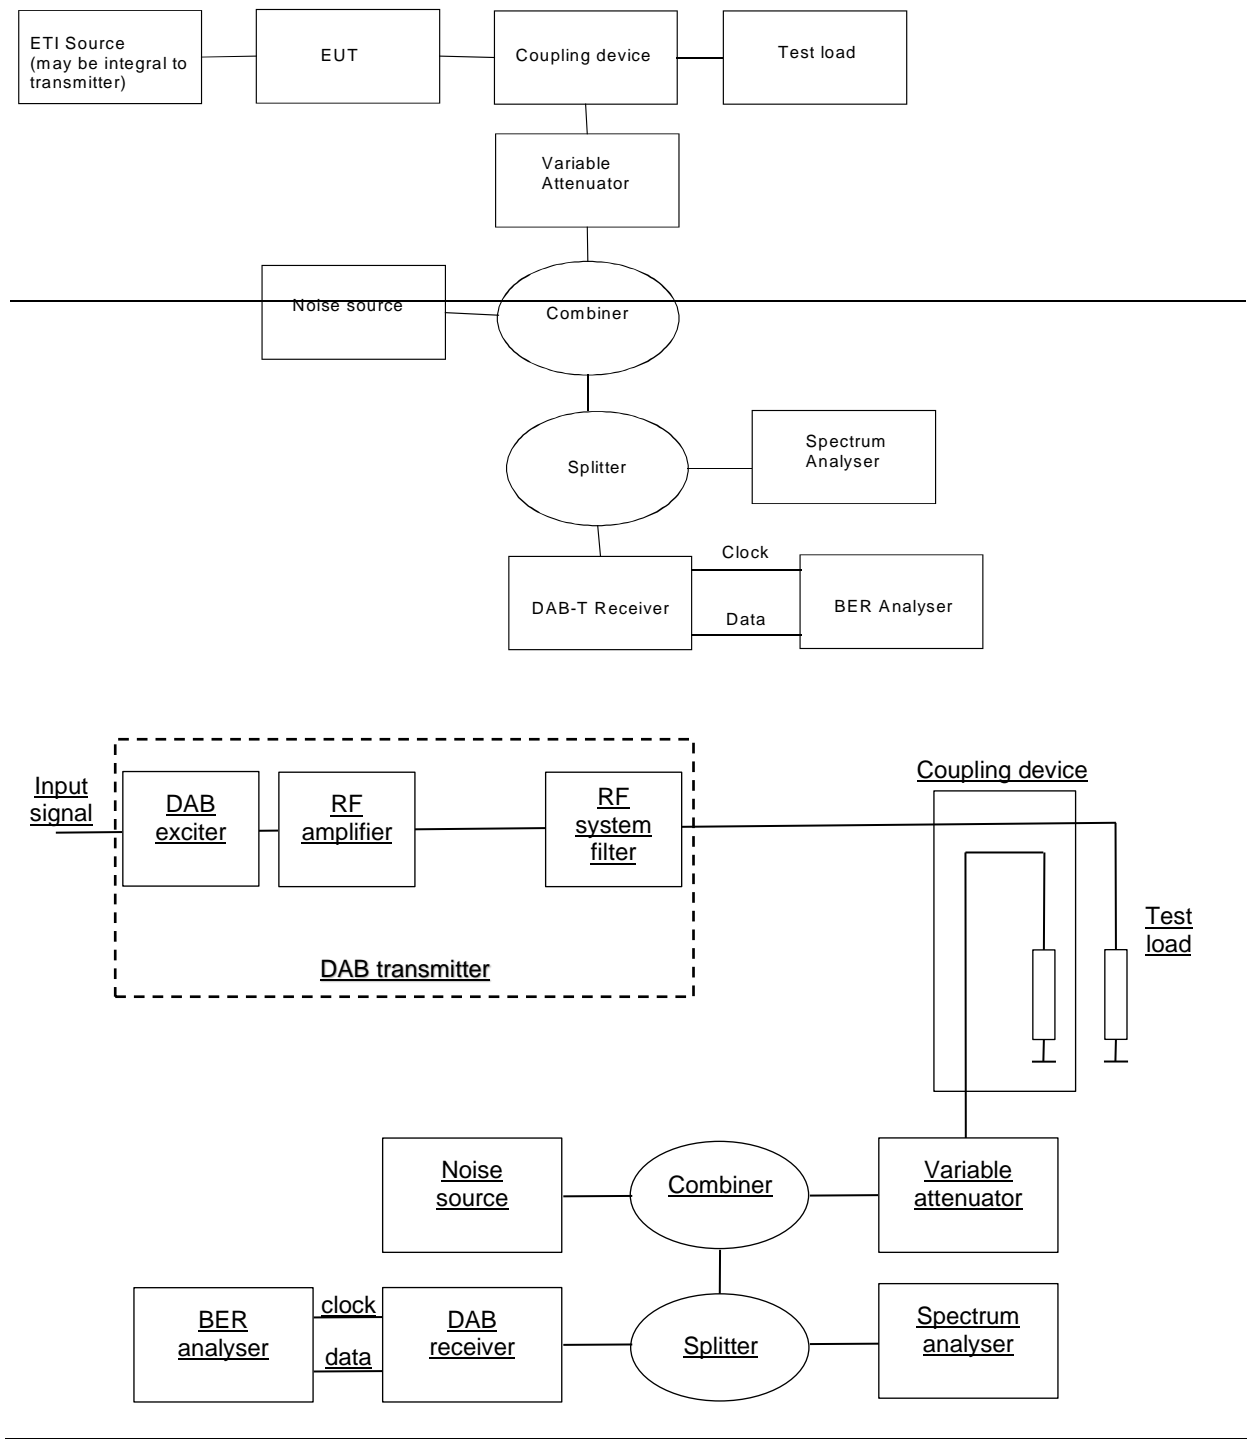 ETI Source
(may be integral to
transmitter)
EUT
Coupling device
Test load
Variable
Attenuator
Noise source
Combiner
Splitter
Spectrum
Analyser
Clock
DAB-T Receiver
BER Analyser
Data
Input
signal
DAB
exciter
RF
amplifier
RF
system
filter
Coupling device
Test
load
DAB transmitter
Noise
source
Combiner
Variable
attenuator
BER
analyser
clock
data
DAB
receiver
Splitter
Spectrum
analyser